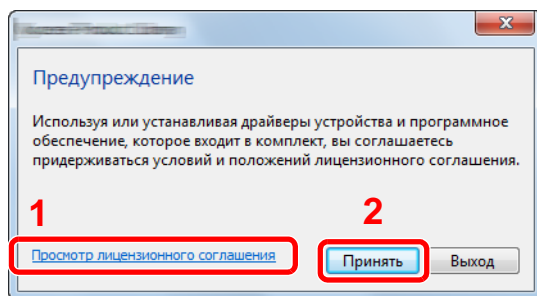 Предупреждение
Используя или устанавливая драйверы устройства и программное
обеспечение, которое входит в комплект, вы соглашаетесь
придерживаться условий и положений лицензионного соглашения.
1
2
Просмотр лицензионного соглашения
Принять
Выход